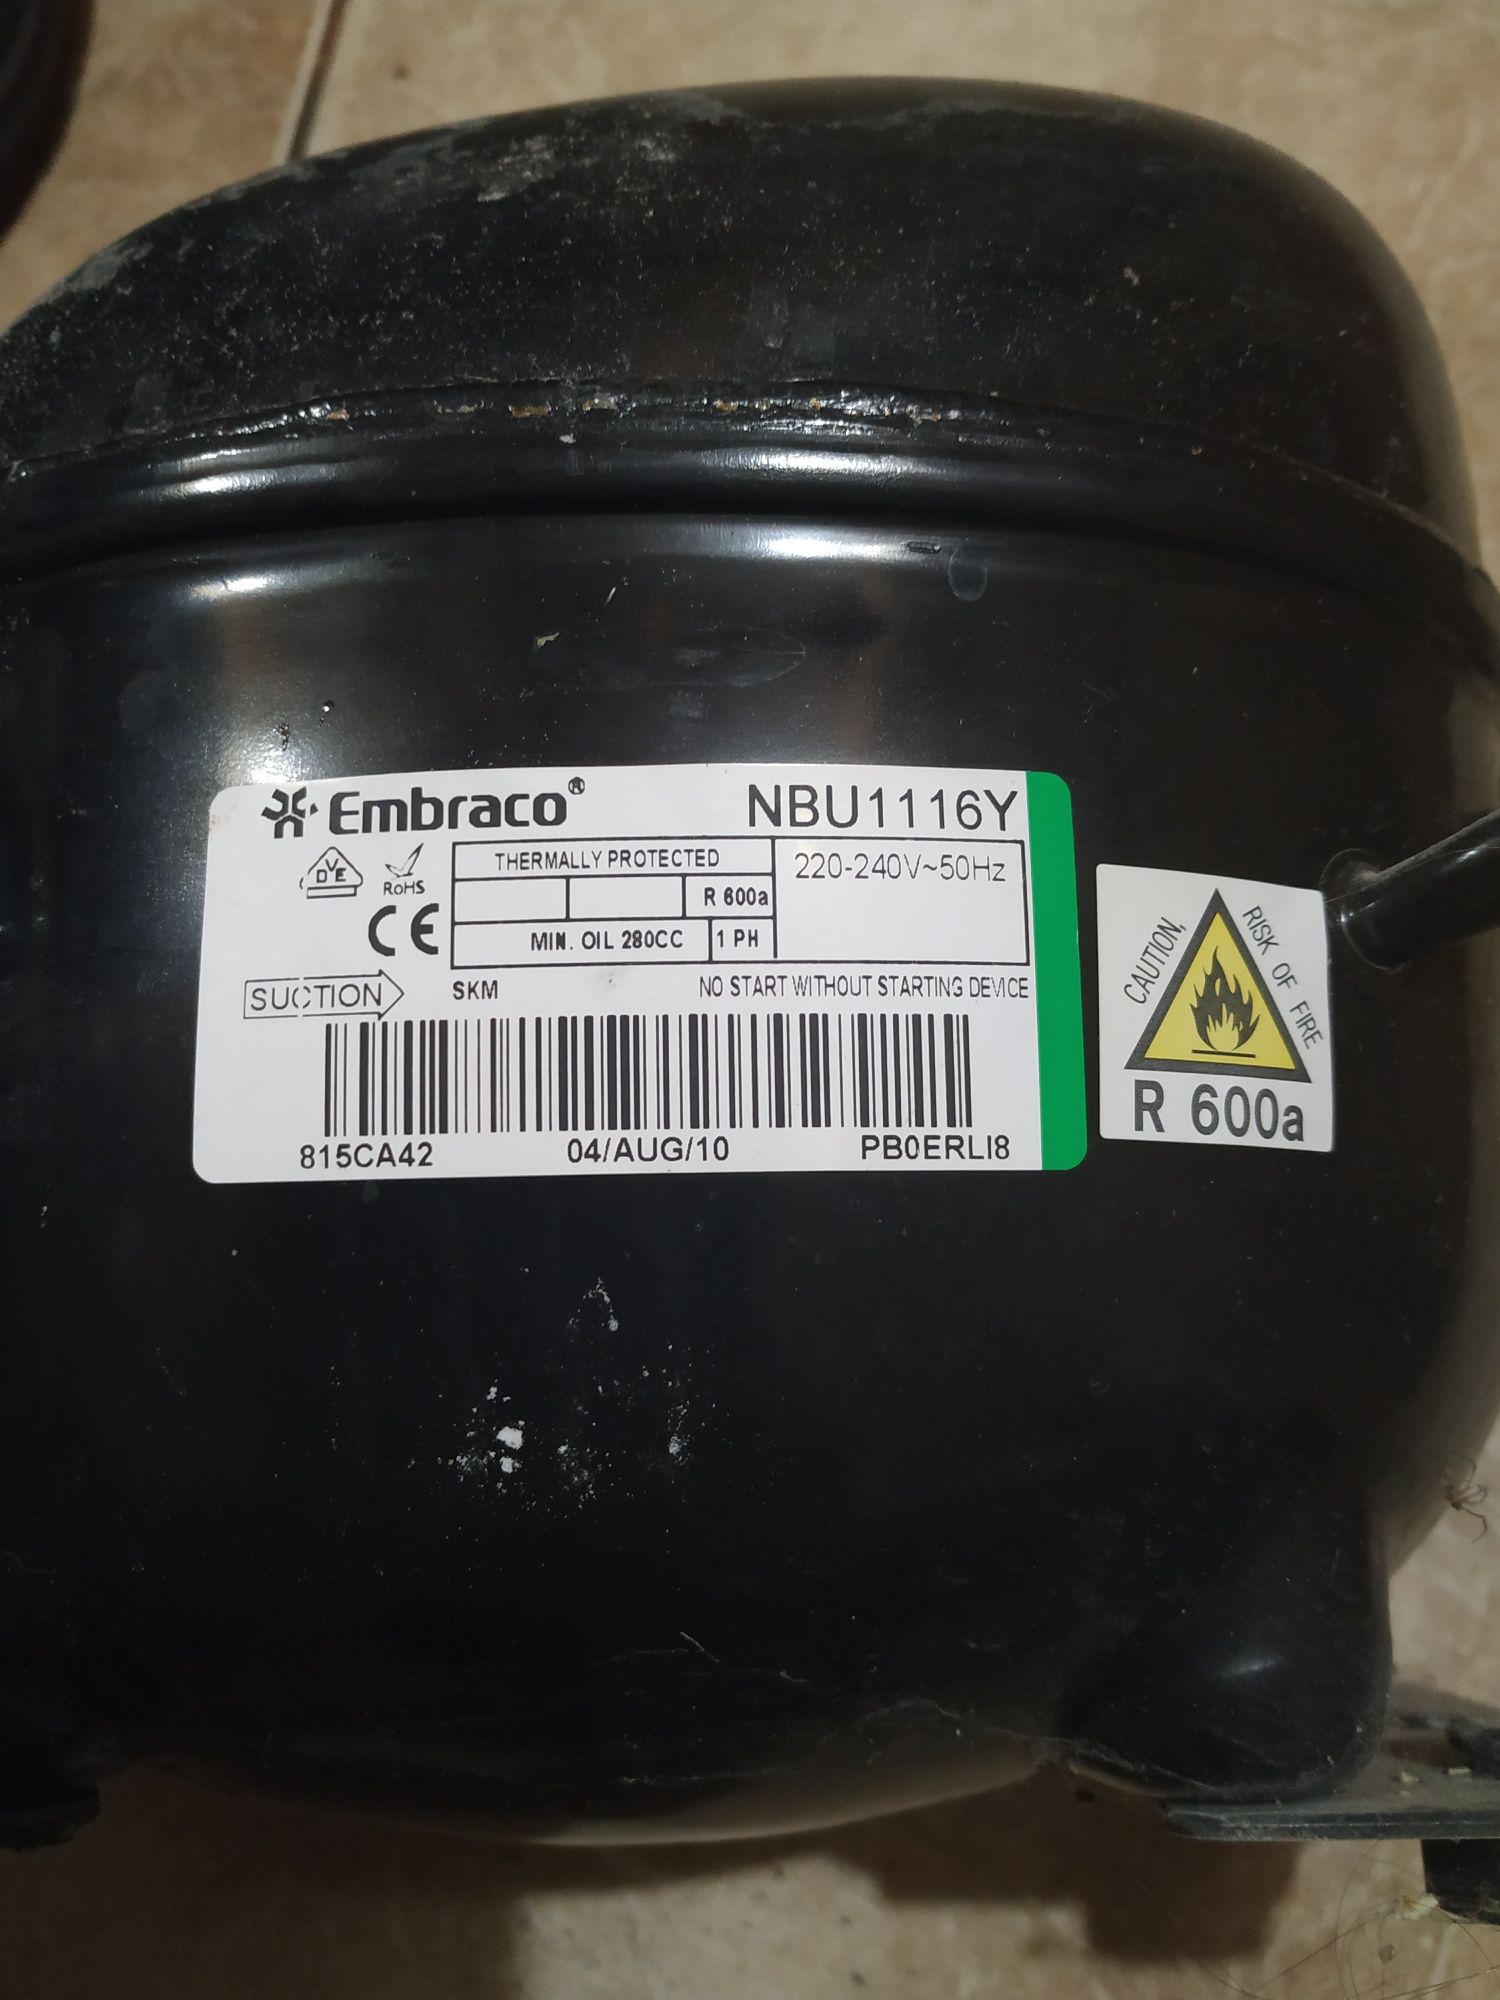 Embraco® NBU1116Y
VDE
RoHS
CE
THERMALLY PROTECTED
R 600a
MIN. OIL 280CC
1 PH
220-240V~50Hz
SUCTION
SKM
NO START WITHOUT STARTING DEVICE
815CA42 04/AUG/10 PB0ERLI8
CAUTION, RISK OF FIRE
R 600a